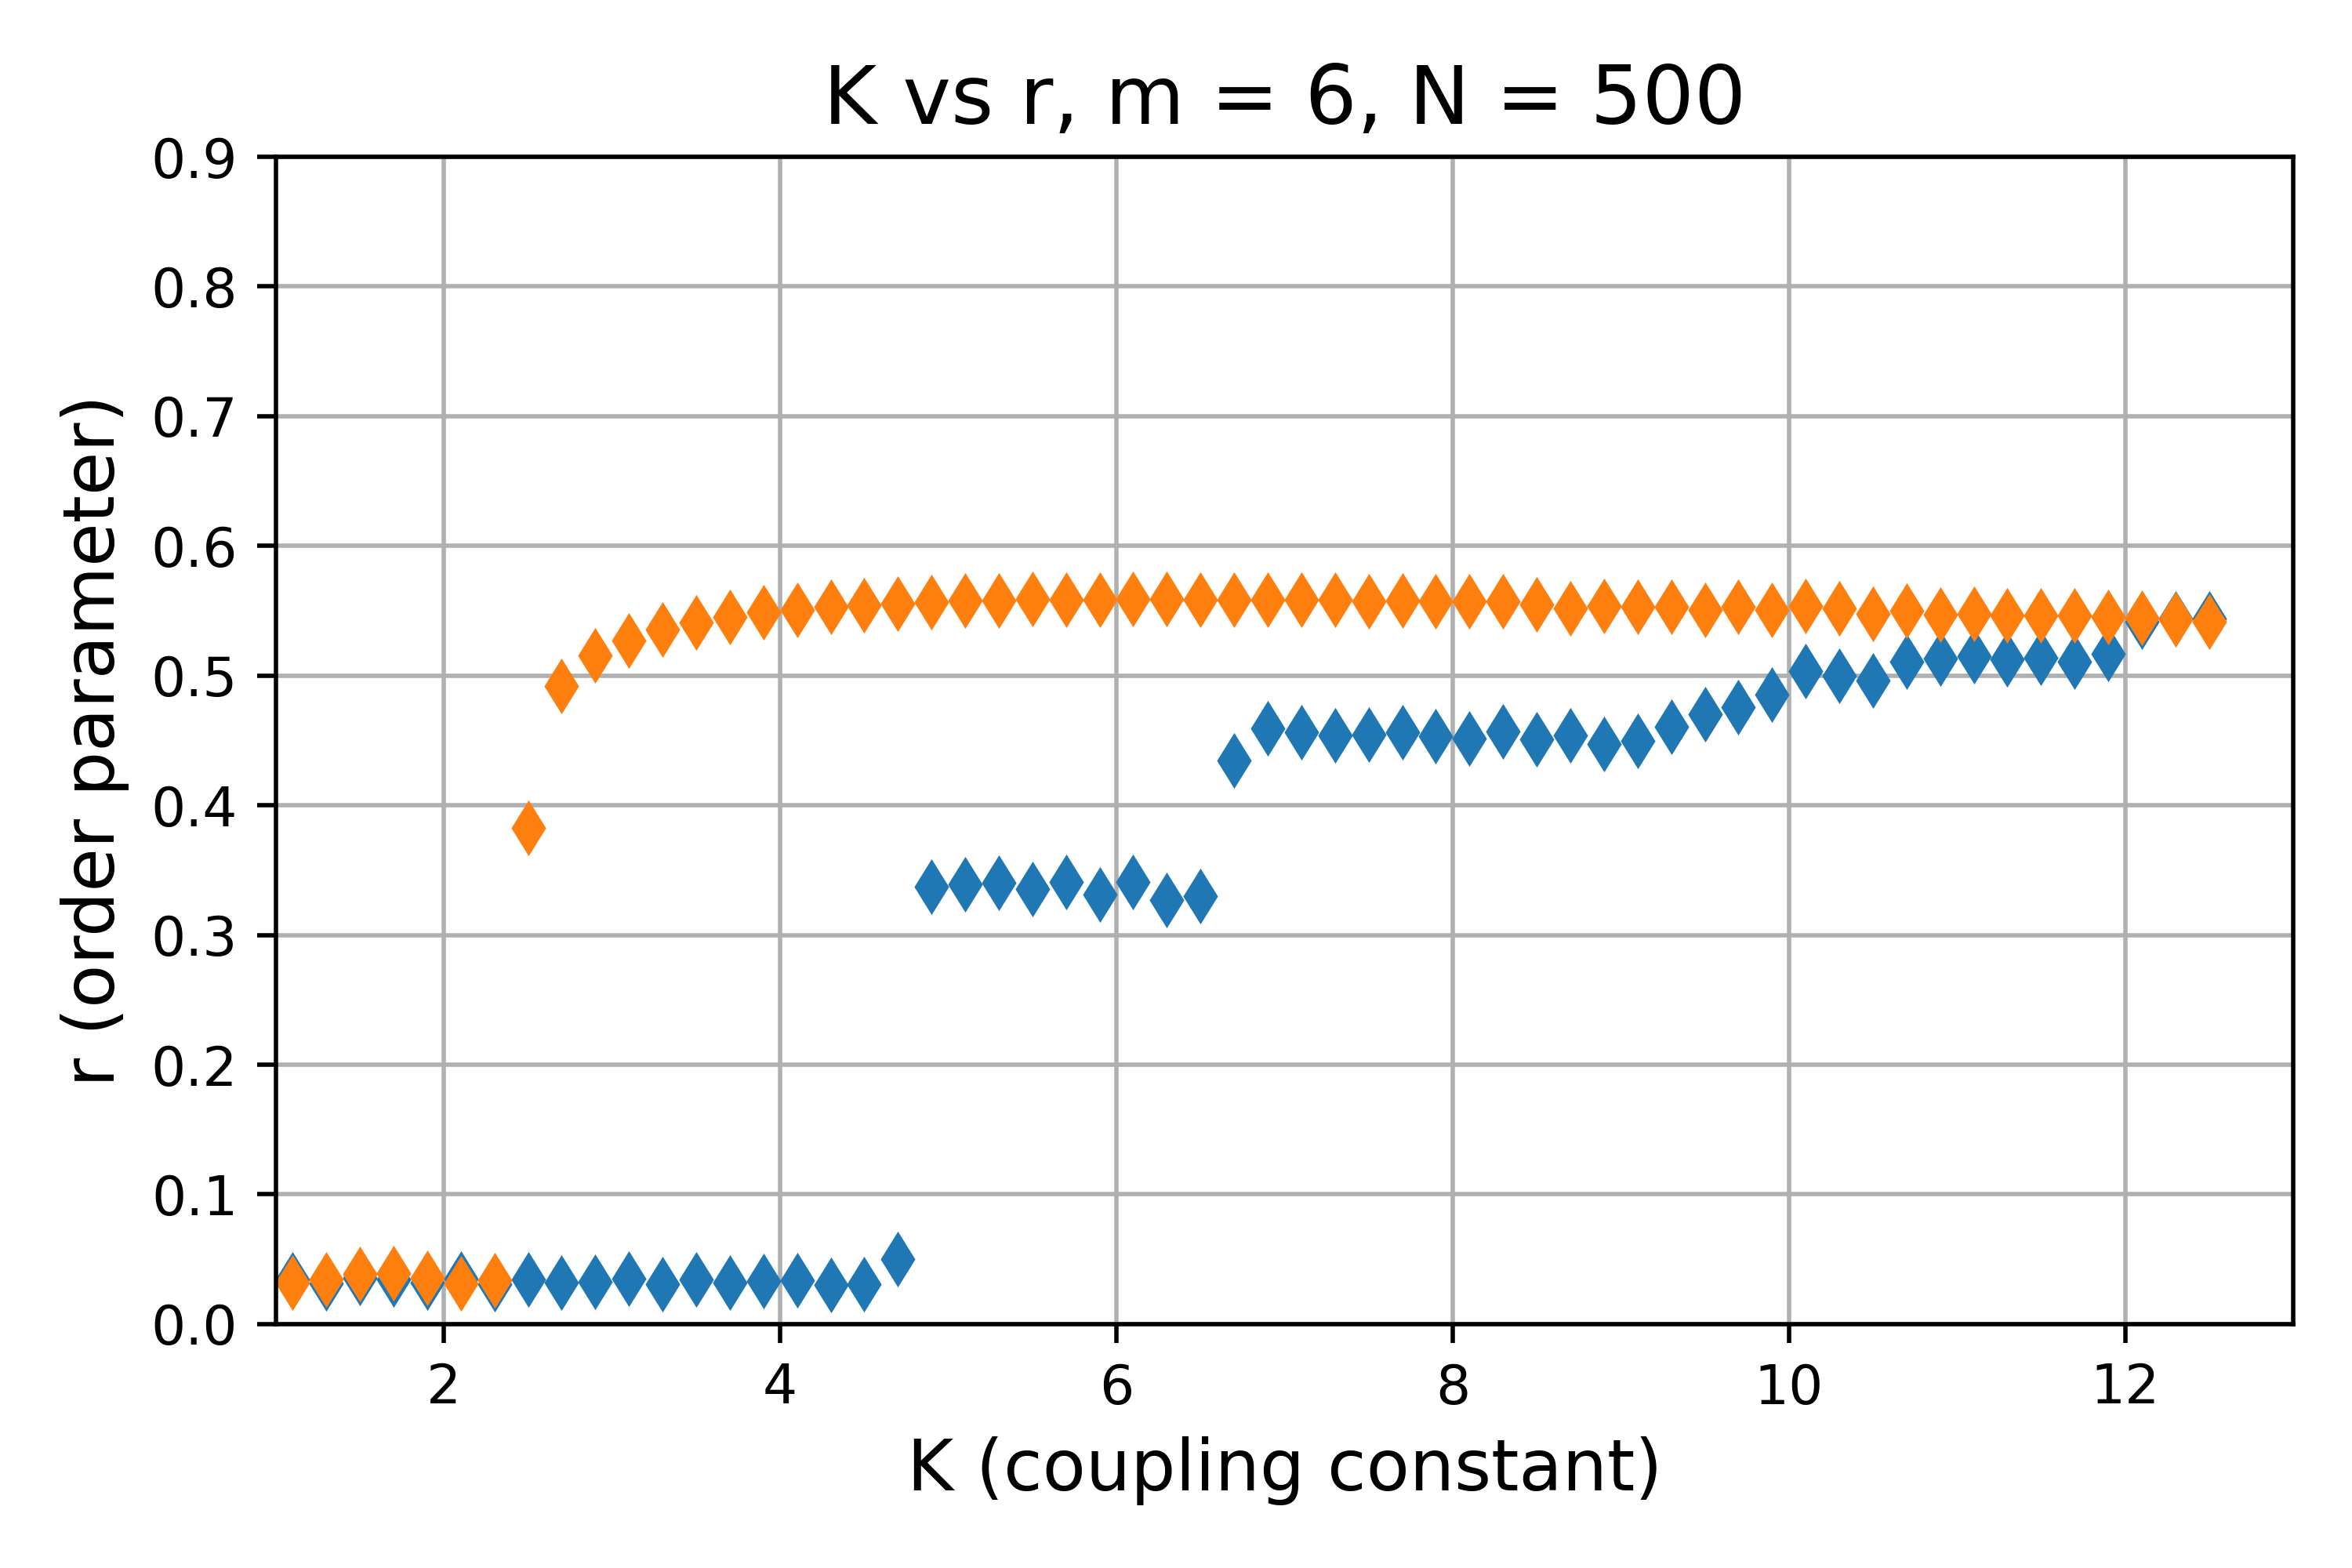 K vs r, m = 6, N = 500
0.9
0.8
0.7
0.6
0.5
0.4
0.3
0.2
0.1
0.0
r (order parameter)
2 4 6 8 10 12
K (coupling constant)